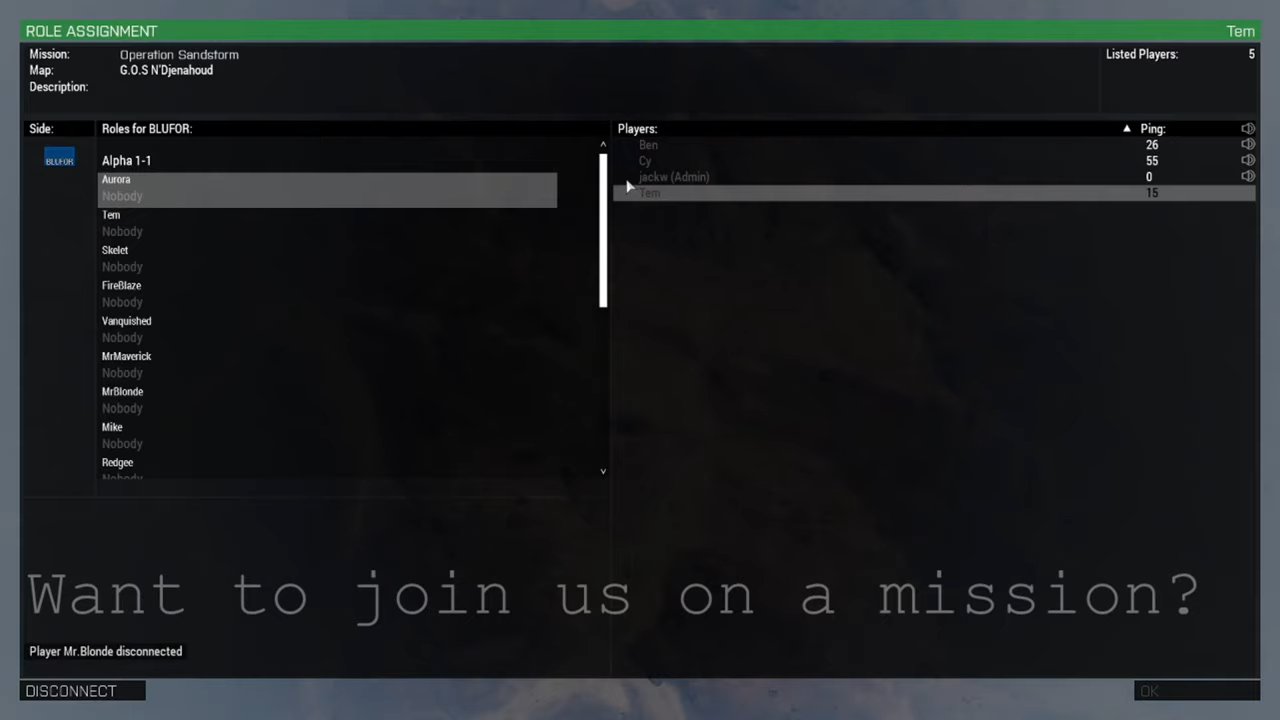 ROLE ASSIGNMENT Tem
Mission: Operation Sandstorm Listed Players: 5
Map: G.O.S N'Djenahoud
Description:
Side: Roles for BLUFOR: Players: Ping:
BLUFOR
Alpha 1-1
Aurora
Nobody
Tem
Nobody
Skelet
Nobody
FireBlaze
Nobody
Vanquished
Nobody
MrMaverick
Nobody
MrBlonde
Nobody
Mike
Nobody
Redgee
Nobody
Ben 26
Cy 55
jackw (Admin) 0
Tem 15
Want to join us on a mission?
Player Mr.Blonde disconnected
DISCONNECT OK